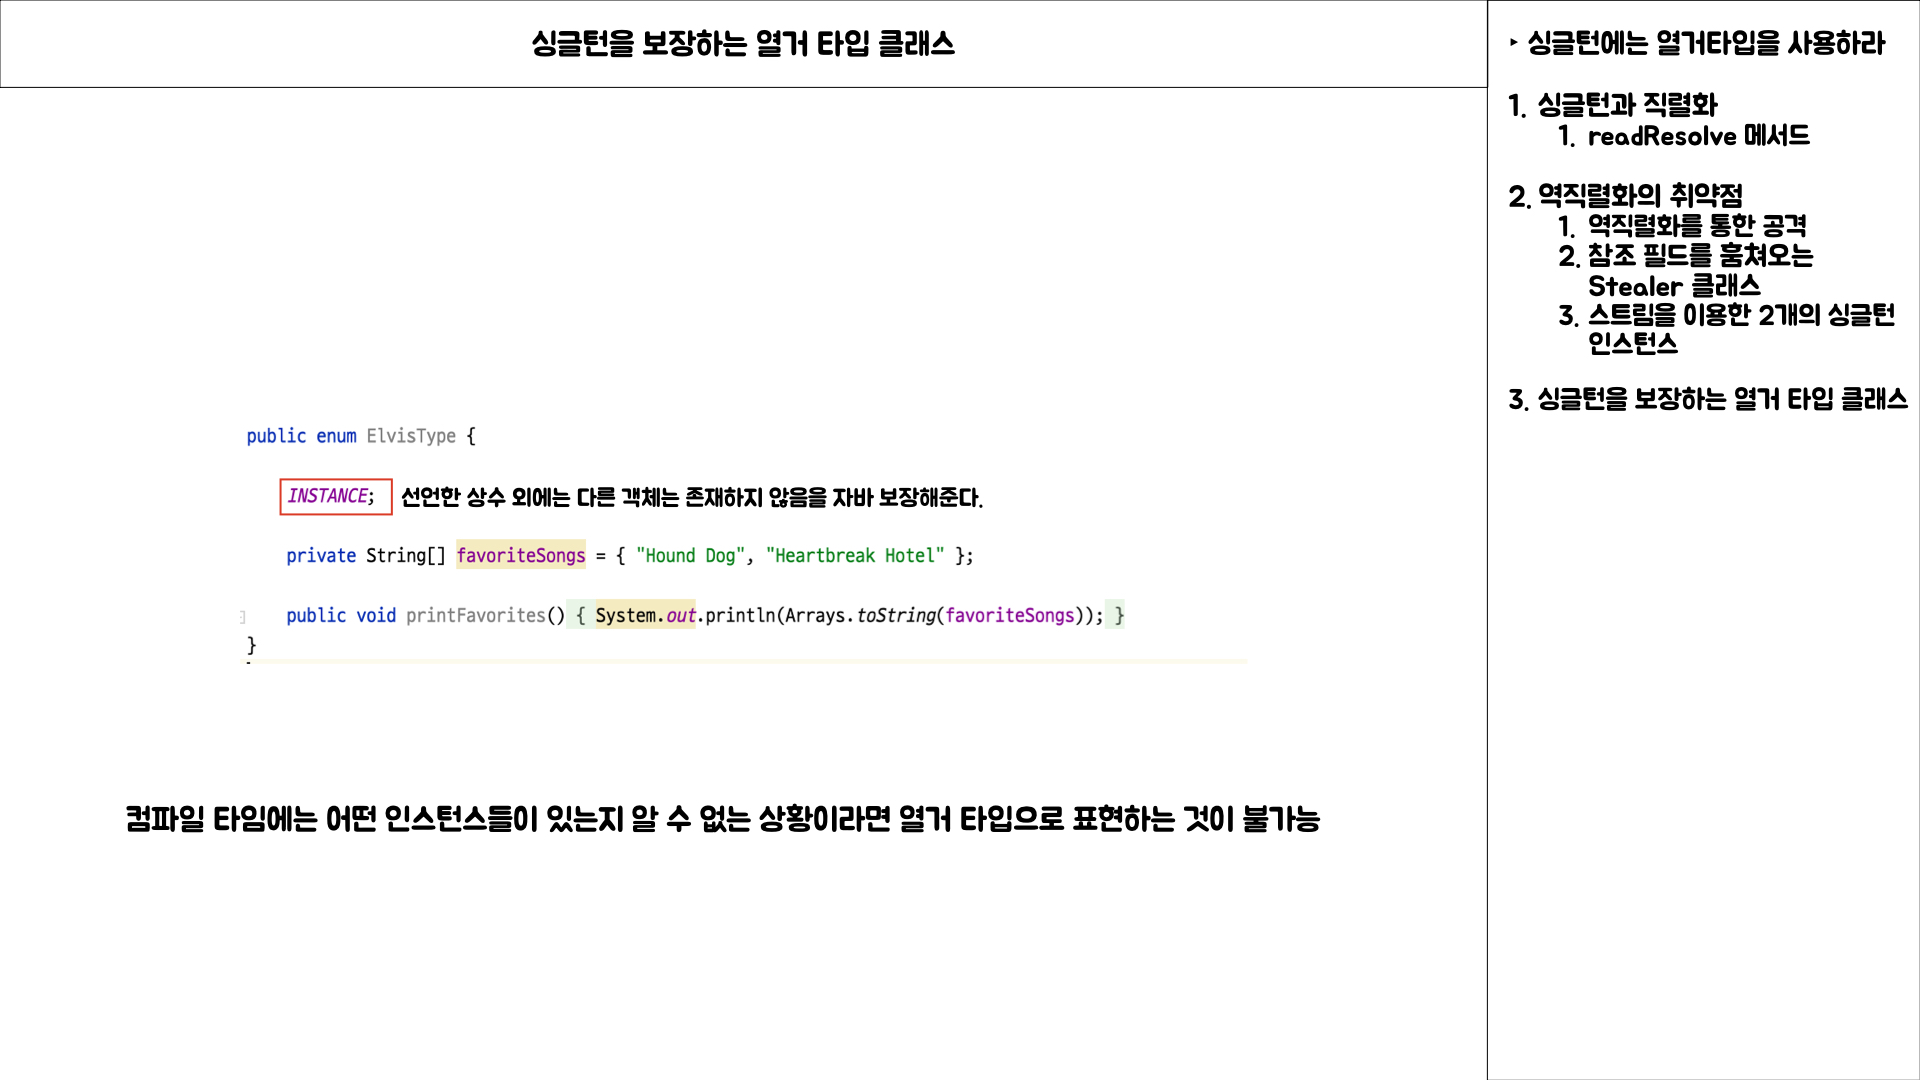 싱글턴을 보장하는 열거 타입 클래스
public enum ElvisType {
INSTANCE; 선언한 상수 외에는 다른 객체는 존재하지 않음을 자바 보장해준다.
private String[] favoriteSongs = { "Hound Dog", "Heartbreak Hotel" };
public void printFavorites() { System.out.println(Arrays.toString(favoriteSongs)); }
}
컴파일 타임에는 어떤 인스턴스들이 있는지 알 수 없는 상황이라면 열거 타입으로 표현하는 것이 불가능
‣ 싱글턴에는 열거타입을 사용하라
1. 싱글턴과 직렬화
1. readResolve 메서드
2. 역직렬화의 취약점
1. 역직렬화를 통한 공격
2. 참조 필드를 훔쳐오는
Stealer 클래스
3. 스트림을 이용한 2개의 싱글턴
인스턴스
3. 싱글턴을 보장하는 열거 타입 클래스